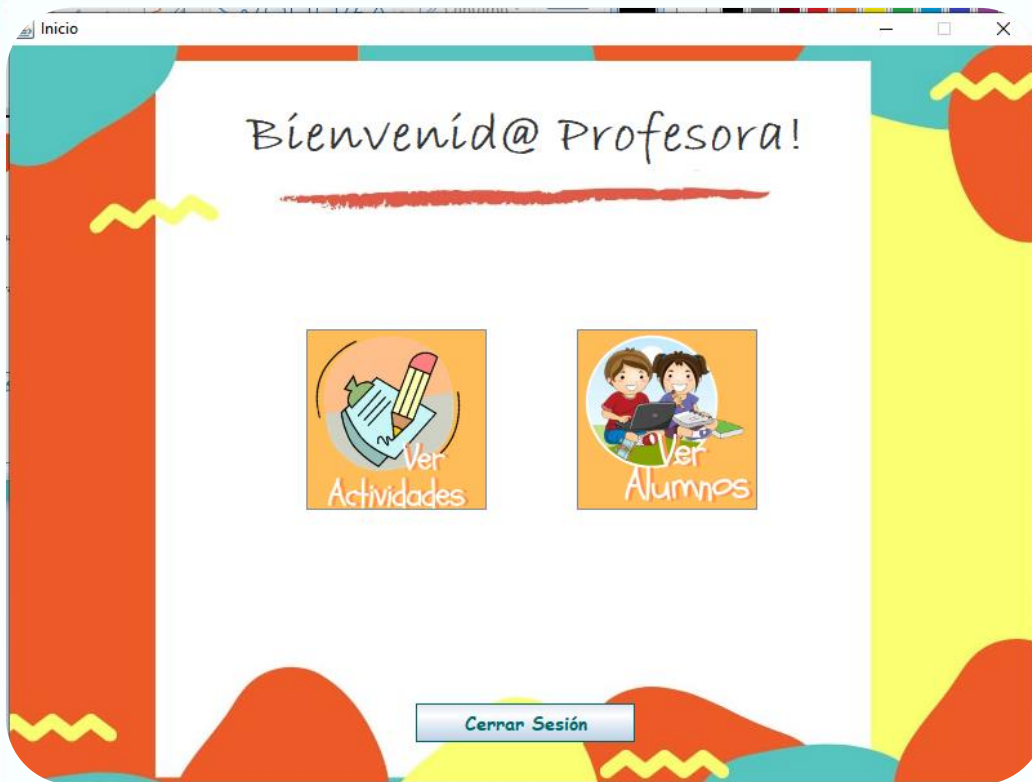 Inicio
Bienvenid@ Profesora!
Ver
Actividades
Ver
Alumnos
Cerrar Sesión